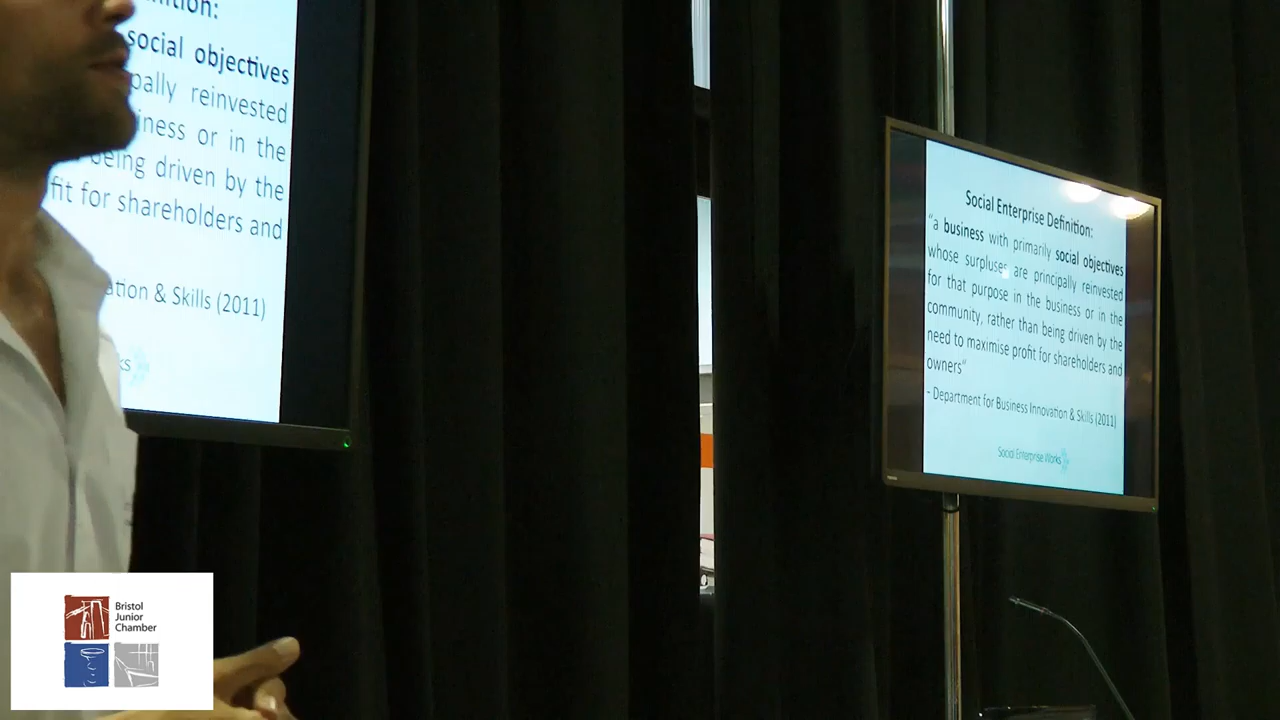 nition:
social objectives
pally reinvested
iness or in the
being driven by the
fit for shareholders and
ation & Skills (2011)
ks
Social Enterprise Definition:
“a business with primarily social objectives
whose surpluses are principally reinvested
for that purpose in the business or in the
community, rather than being driven by the
need to maximise profit for shareholders and
owners”
- Department for Business Innovation & Skills (2011)
Social Enterprise Works
Bristol
Junior
Chamber